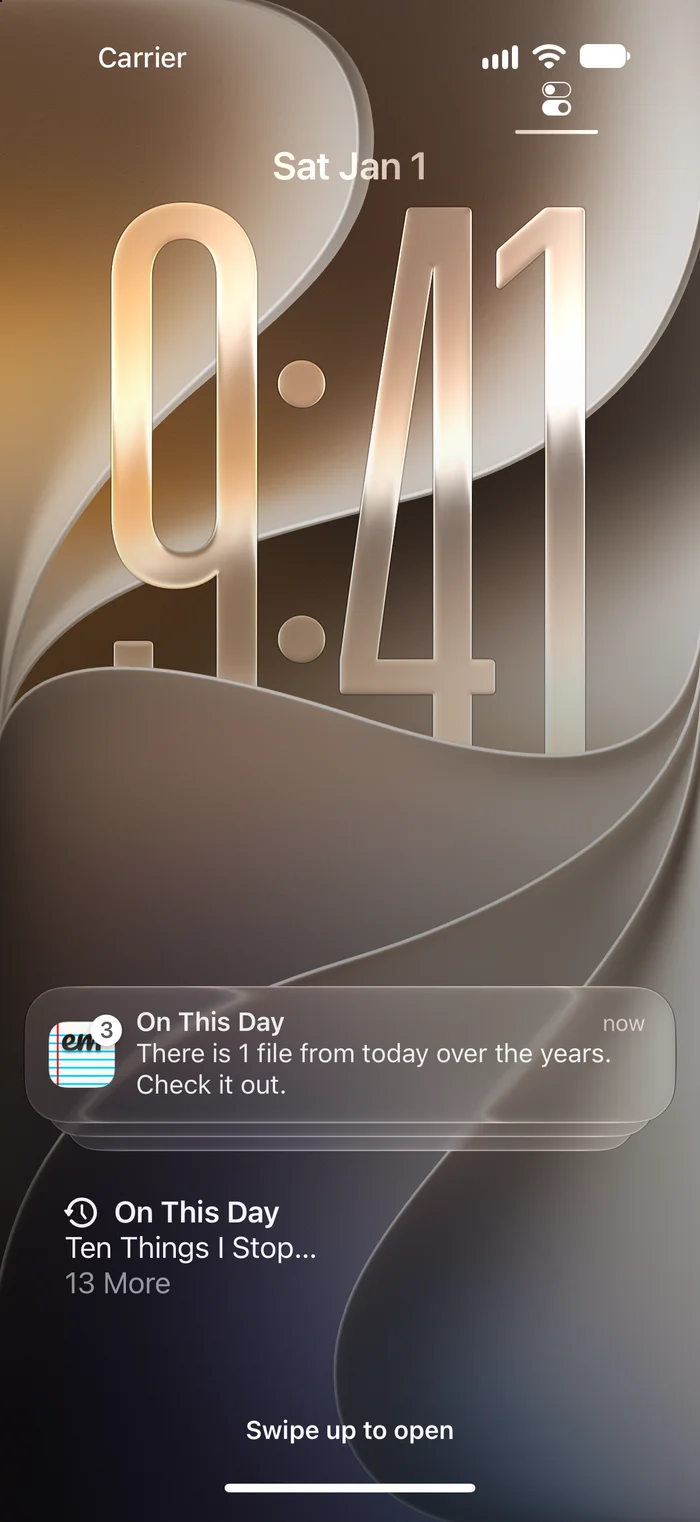 Carrier
Sat Jan 1
9:41
em
3
On This Day
now
There is 1 file from today over the years.
Check it out.
On This Day
Ten Things I Stop...
13 More
Swipe up to open